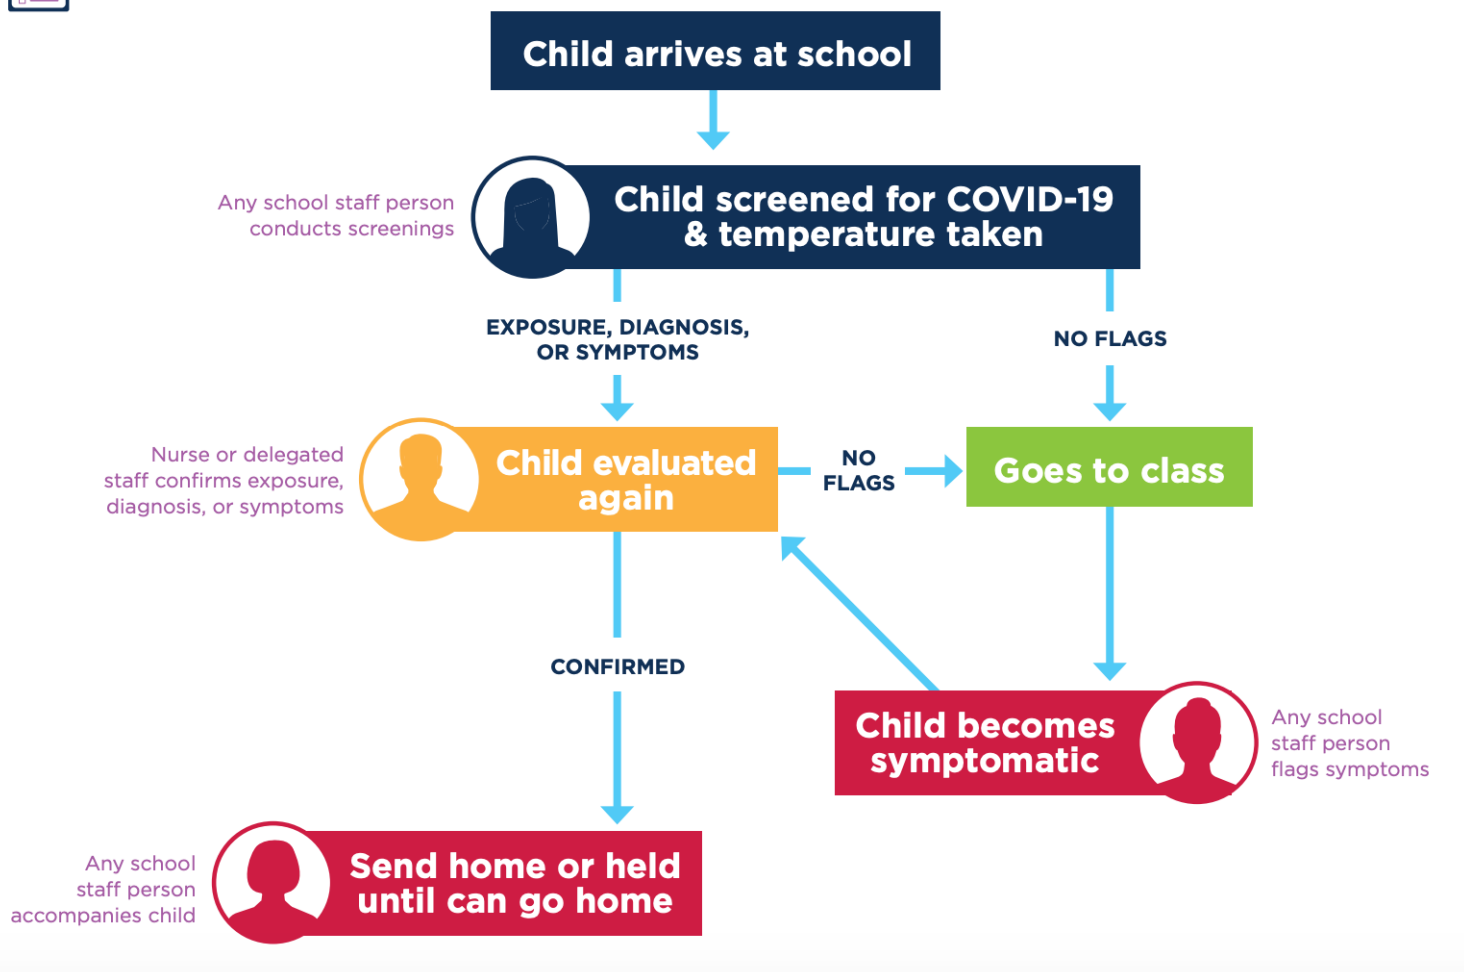 Child arrives at school
Any school staff person
conducts screenings
Child screened for COVID-19
& temperature taken
EXPOSURE, DIAGNOSIS,
OR SYMPTOMS
NO FLAGS
Nurse or delegated
staff confirms exposure,
diagnosis, or symptoms
Child evaluated
again
NO
FLAGS
Goes to class
CONFIRMED
Child becomes
symptomatic
Any school
staff person
flags symptoms
Any school
staff person
accompanies child
Send home or held
until can go home